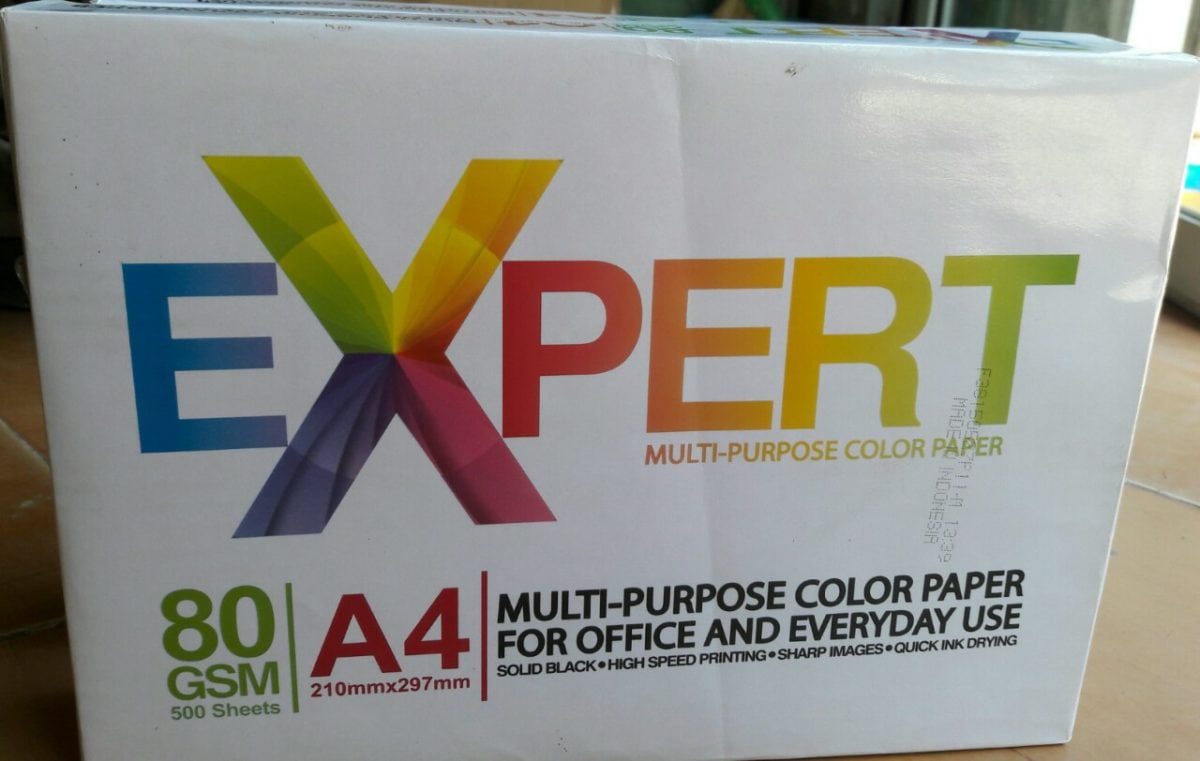 EXPERT
MULTI-PURPOSE COLOR PAPER
80
GSM
500 Sheets
A4
210mmx297mm
MULTI-PURPOSE COLOR PAPER
FOR OFFICE AND EVERYDAY USE
SOLID BLACK • HIGH SPEED PRINTING • SHARP IMAGES • QUICK INK DRYING
MADE IN INDONESIA
80